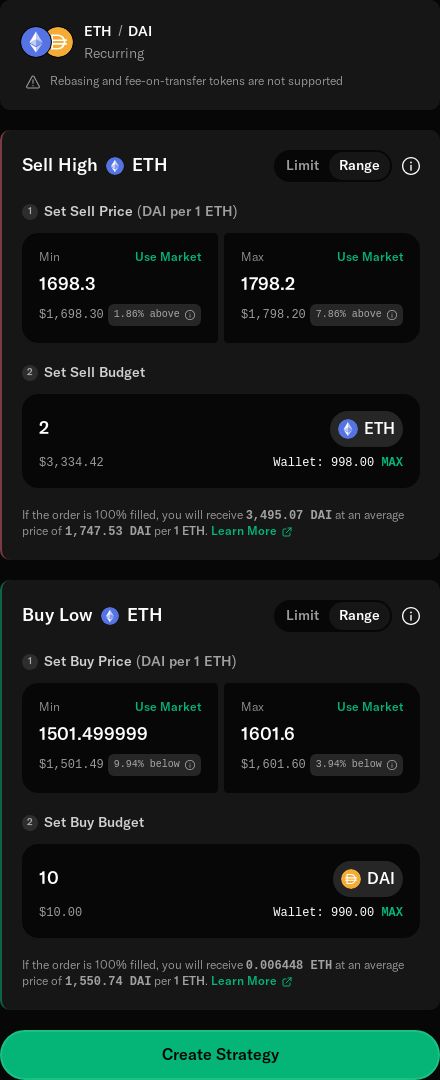 ETH / DAI
Recurring
Rebasing and fee-on-transfer tokens are not supported
Sell High ETH Limit Range
1 Set Sell Price (DAI per 1 ETH)
Min Use Market Max Use Market
1698.3 1798.2
$1,698.30 1.86% above $1,798.20 7.86% above
2 Set Sell Budget
2 ETH
$3,334.42 Wallet: 998.00 MAX
If the order is 100% filled, you will receive 3,495.07 DAI at an average
price of 1,747.53 DAI per 1 ETH. Learn More
Buy Low ETH Limit Range
1 Set Buy Price (DAI per 1 ETH)
Min Use Market Max Use Market
1501.499999 1601.6
$1,501.49 9.94% below $1,601.60 3.94% below
2 Set Buy Budget
10 DAI
$10.00 Wallet: 990.00 MAX
If the order is 100% filled, you will receive 0.006448 ETH at an average
price of 1,550.74 DAI per 1 ETH. Learn More
Create Strategy